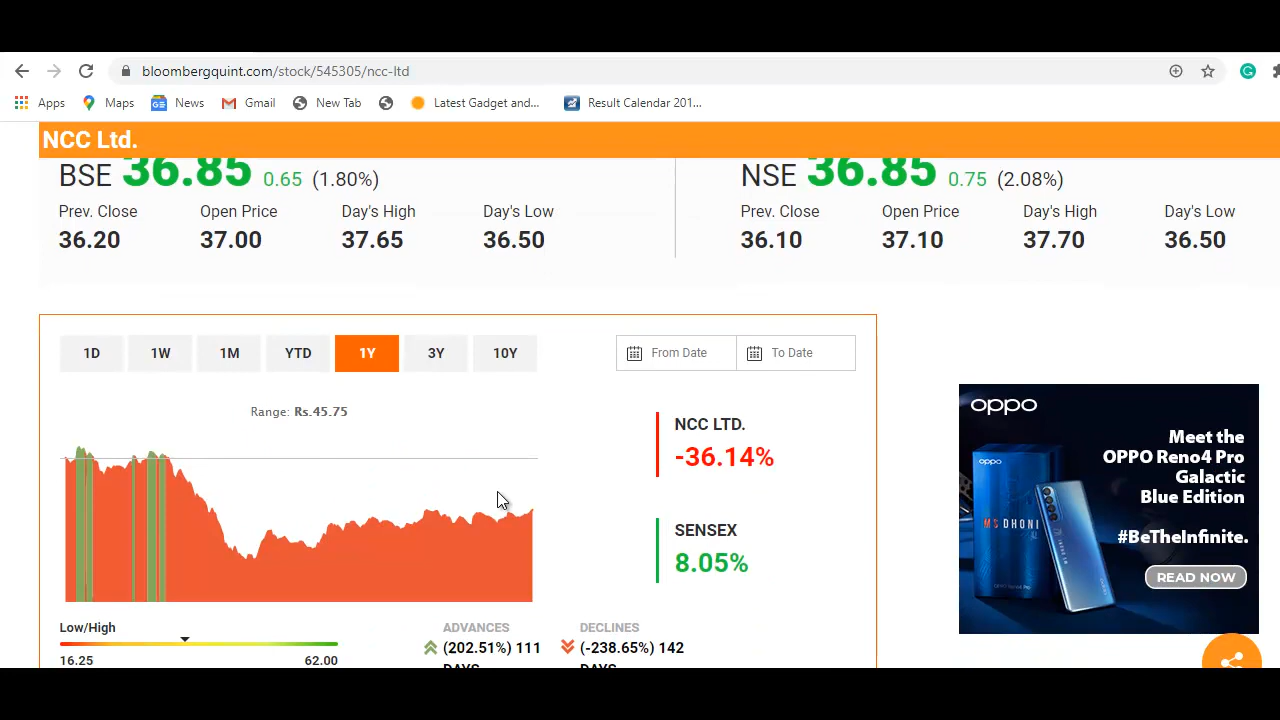 bloombergquint.com/stock/545305/ncc-ltd
Apps Maps News Gmail New Tab Latest Gadget and... Result Calendar 201...
NCC Ltd.
BSE 36.85 0.65 (1.80%)
Prev. Close Open Price Day's High Day's Low
36.20 37.00 37.65 36.50
NSE 36.85 0.75 (2.08%)
Prev. Close Open Price Day's High Day's Low
36.10 37.10 37.70 36.50
1D 1W 1M YTD 1Y 3Y 10Y
From Date To Date
Range: Rs.45.75
NCC LTD.
-36.14%
SENSEX
8.05%
Low/High
16.25 62.00
ADVANCES
(202.51%) 111
DAYS
DECLINES
(-238.65%) 142
DAYS
oppo
Meet the
OPPO Reno4 Pro
Galactic
Blue Edition
#BeTheInfinite.
READ NOW
oppo
MS DHONI